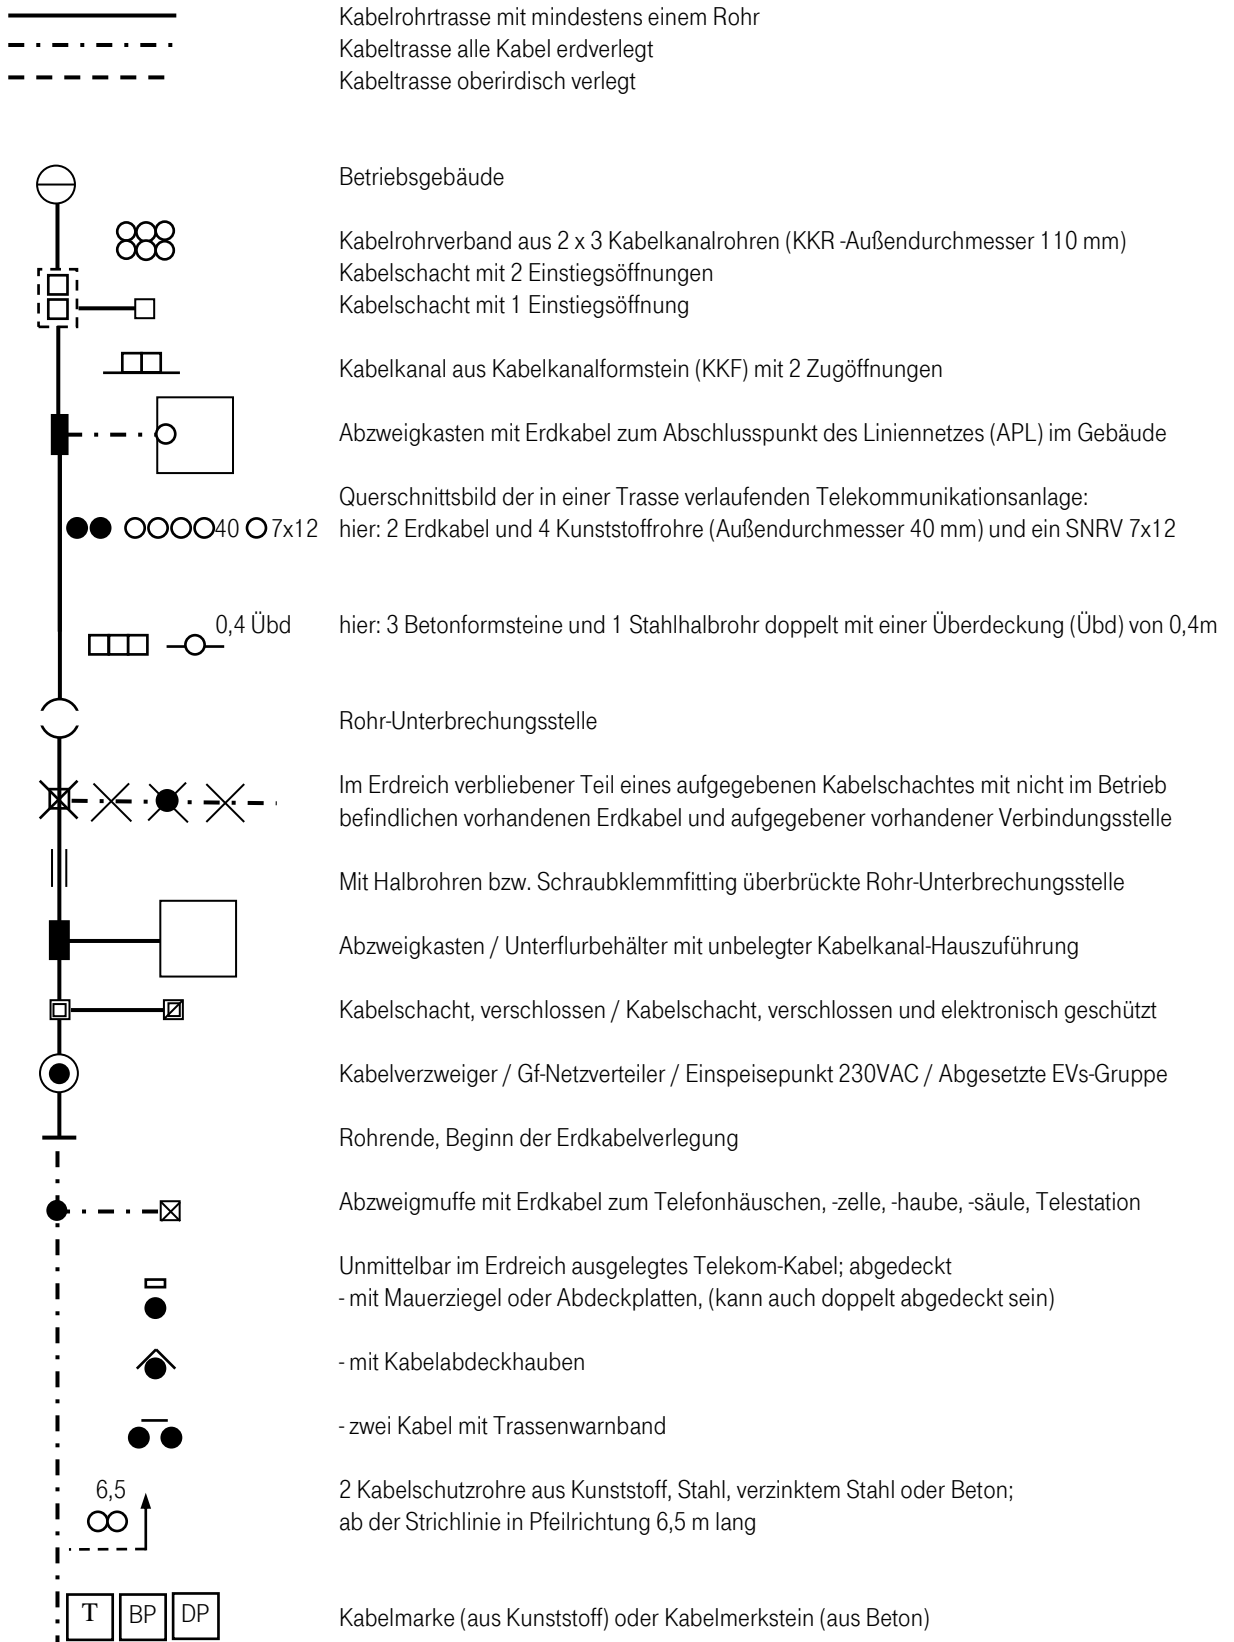 Kabelrohrtrasse mit mindestens einem Rohr
Kabeltrasse alle Kabel erdverlegt
Kabeltrasse oberirdisch verlegt
Betriebsgebäude
Kabelrohrverband aus 2 x 3 Kabelkanalrohren (KKR -Außendurchmesser 110 mm)
Kabelschacht mit 2 Einstiegsöffnungen
Kabelschacht mit 1 Einstiegsöffnung
Kabelkanal aus Kabelkanalformstein (KKF) mit 2 Zugöffnungen
Abzweigkasten mit Erdkabel zum Abschlusspunkt des Liniennetzes (APL) im Gebäude
Querschnittsbild der in einer Trasse verlaufenden Telekommunikationsanlage:
40 7x12 hier: 2 Erdkabel und 4 Kunststoffrohre (Außendurchmesser 40 mm) und ein SNRV 7x12
0,4 Übd hier: 3 Betonformsteine und 1 Stahlhalbrohr doppelt mit einer Überdeckung (Übd) von 0,4m
Rohr-Unterbrechungsstelle
Im Erdreich verbliebener Teil eines aufgegebenen Kabelschachtes mit nicht im Betrieb
befindlichen vorhandenen Erdkabel und aufgegebener vorhandener Verbindungsstelle
Mit Halbrohren bzw. Schraubklemmfitting überbrückte Rohr-Unterbrechungsstelle
Abzweigkasten / Unterflurbehälter mit unbelegter Kabelkanal-Hauszuführung
Kabelschacht, verschlossen / Kabelschacht, verschlossen und elektronisch geschützt
Kabelverzweiger / Gf-Netzverteiler / Einspeisepunkt 230VAC / Abgesetzte EVs-Gruppe
Rohrende, Beginn der Erdkabelverlegung
Abzweigmuffe mit Erdkabel zum Telefonhäuschen, -zelle, -haube, -säule, Telestation
Unmittelbar im Erdreich ausgelegtes Telekom-Kabel; abgedeckt
- mit Mauerziegel oder Abdeckplatten, (kann auch doppelt abgedeckt sein)
- mit Kabelabdeckhauben
- zwei Kabel mit Trassenwarnband
6,5 2 Kabelschutzrohre aus Kunststoff, Stahl, verzinktem Stahl oder Beton;
ab der Strichlinie in Pfeilrichtung 6,5 m lang
T BP DP Kabelmarke (aus Kunststoff) oder Kabelmerkstein (aus Beton)